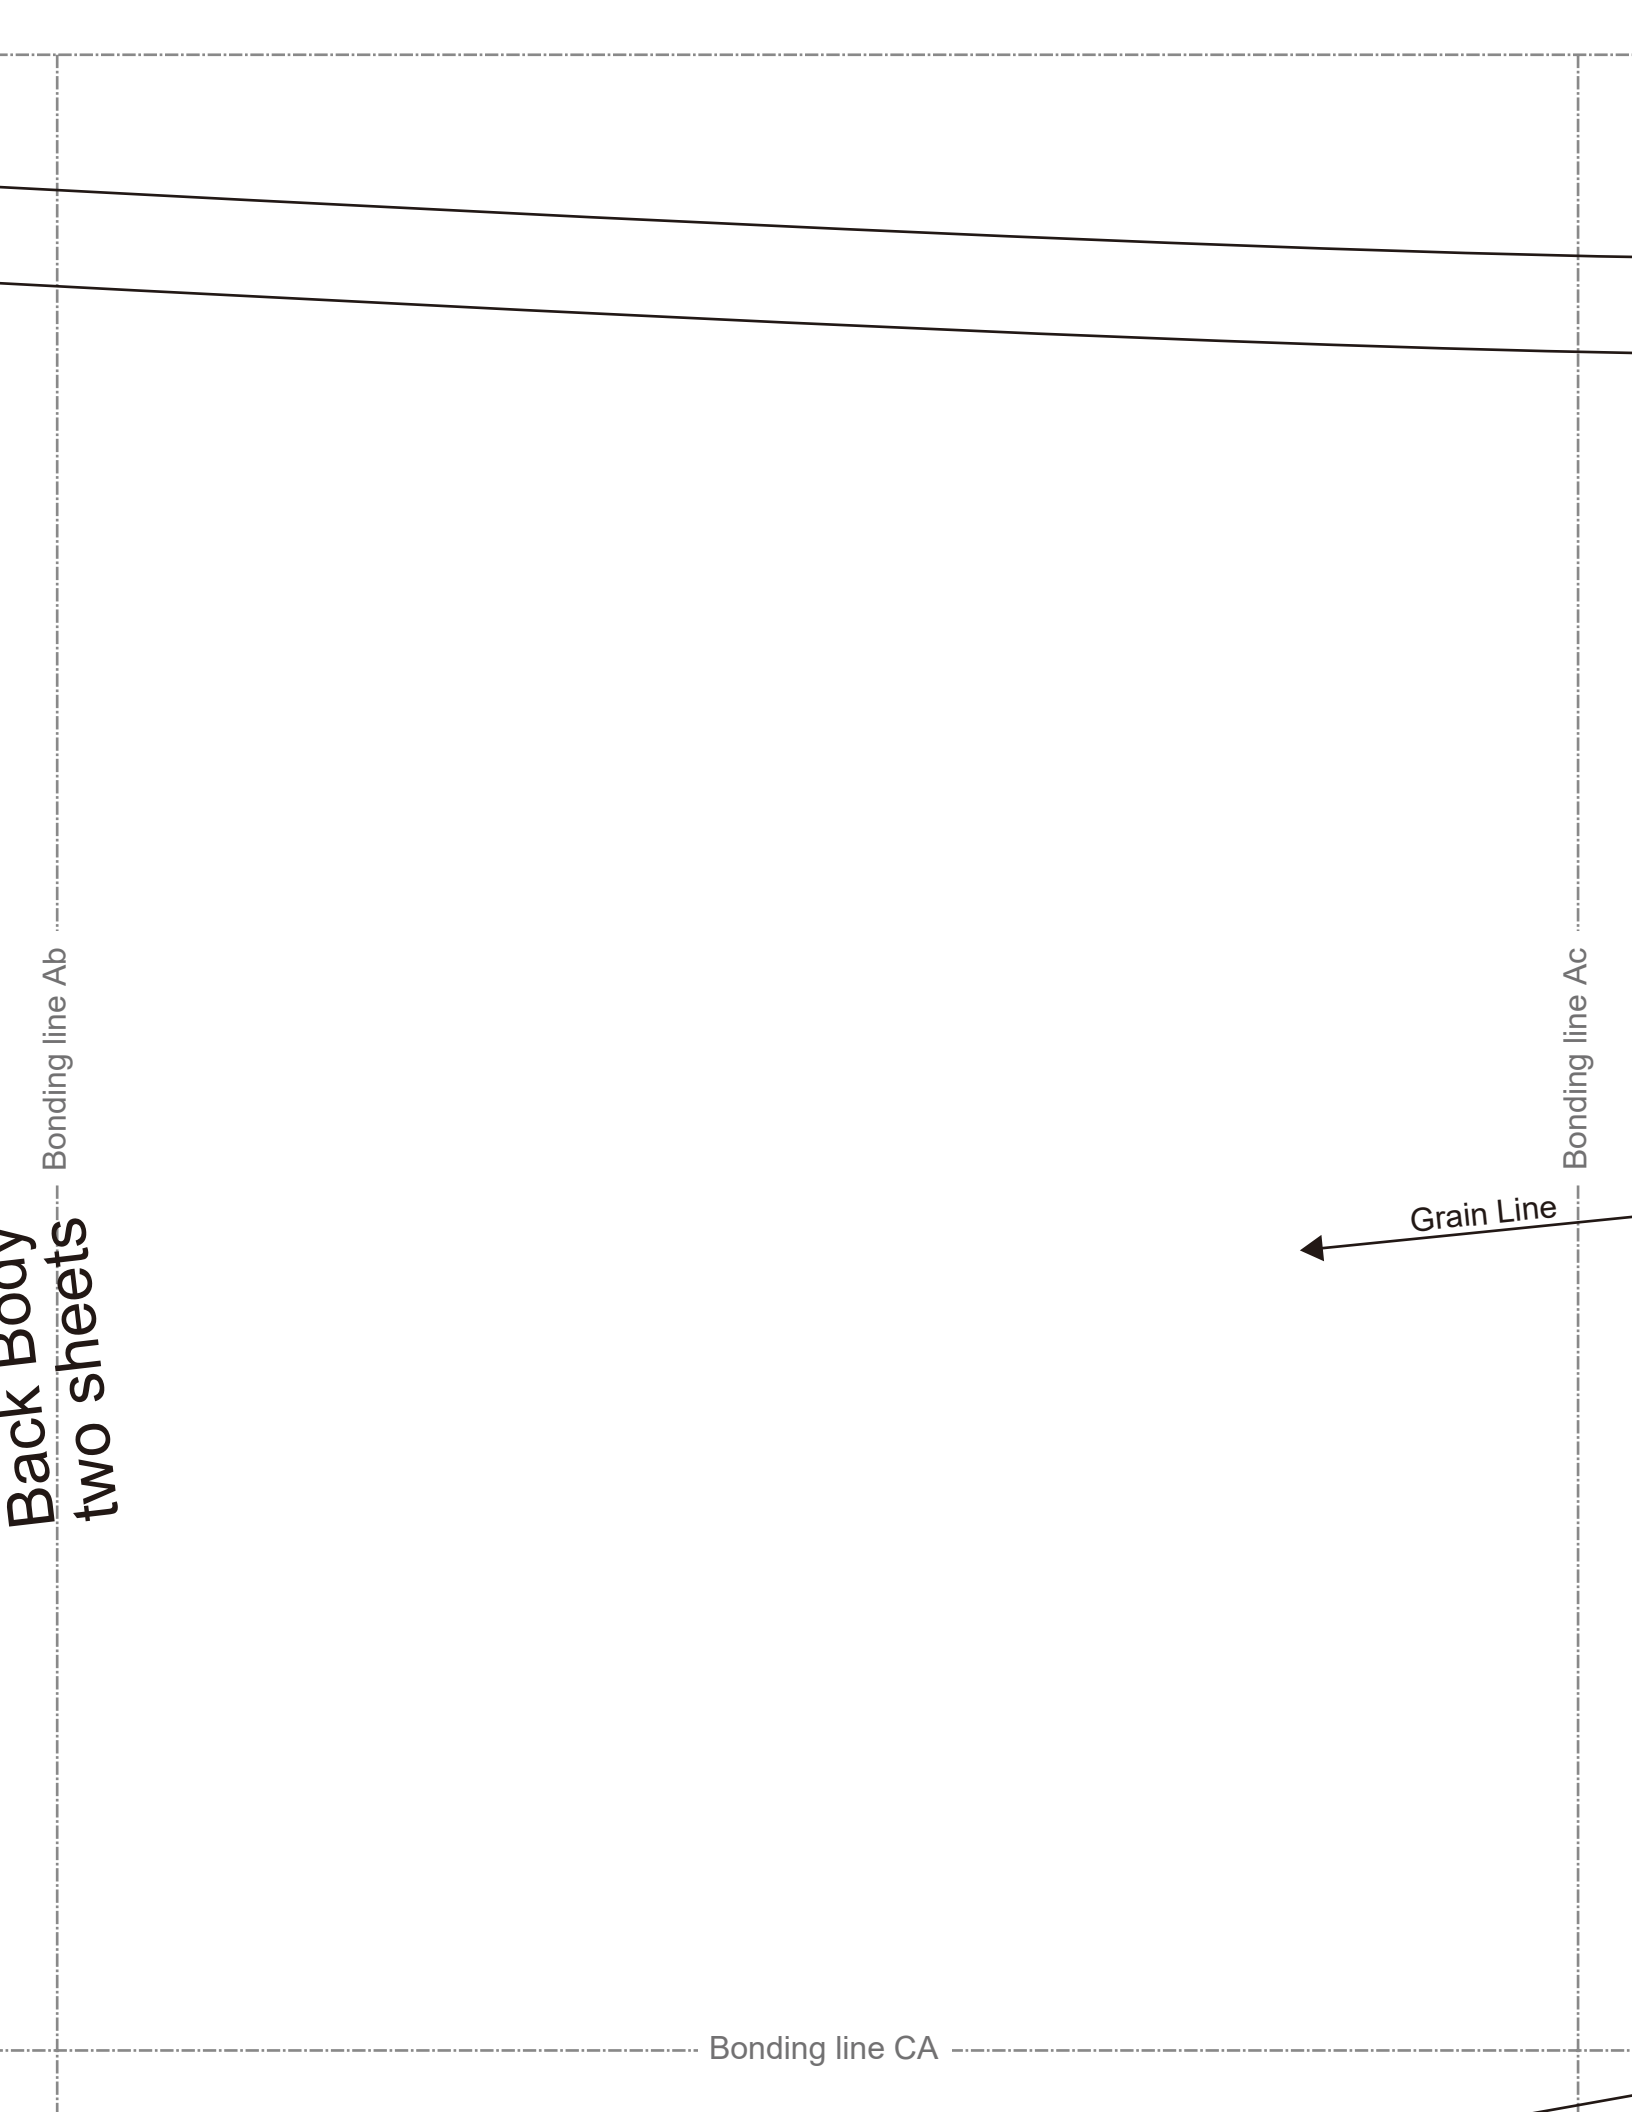 Bonding line Ab
Bonding line Ac
Grain Line
Back Body
two sheets
Bonding line CA